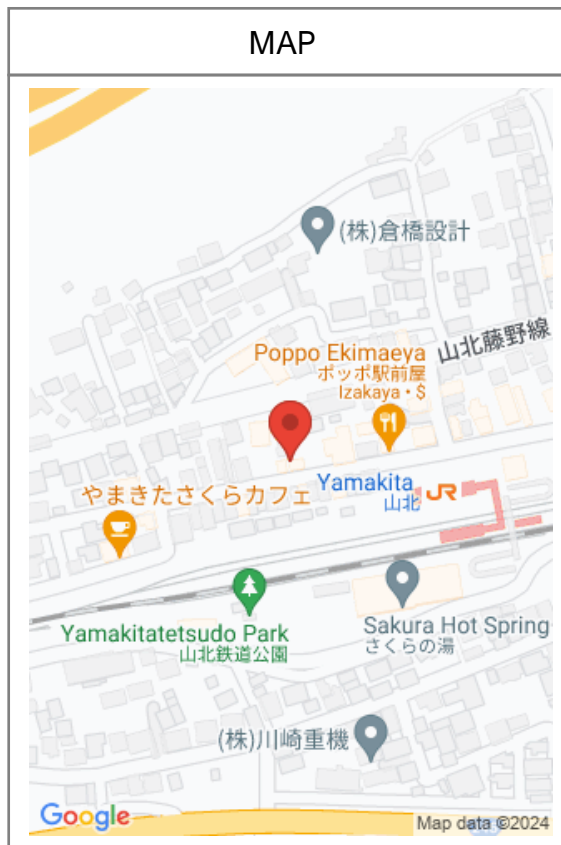 MAP
(株)倉橋設計
山北藤野線
Poppo Ekimaeya
ポッポ駅前屋
Izakaya・$
Yamakita
山北
JR
やまきたさくらカフェ
Yamakitatetsudo Park
山北鉄道公園
Sakura Hot Spring
さくらの湯
(株)川崎重機
Google
Map data ©2024